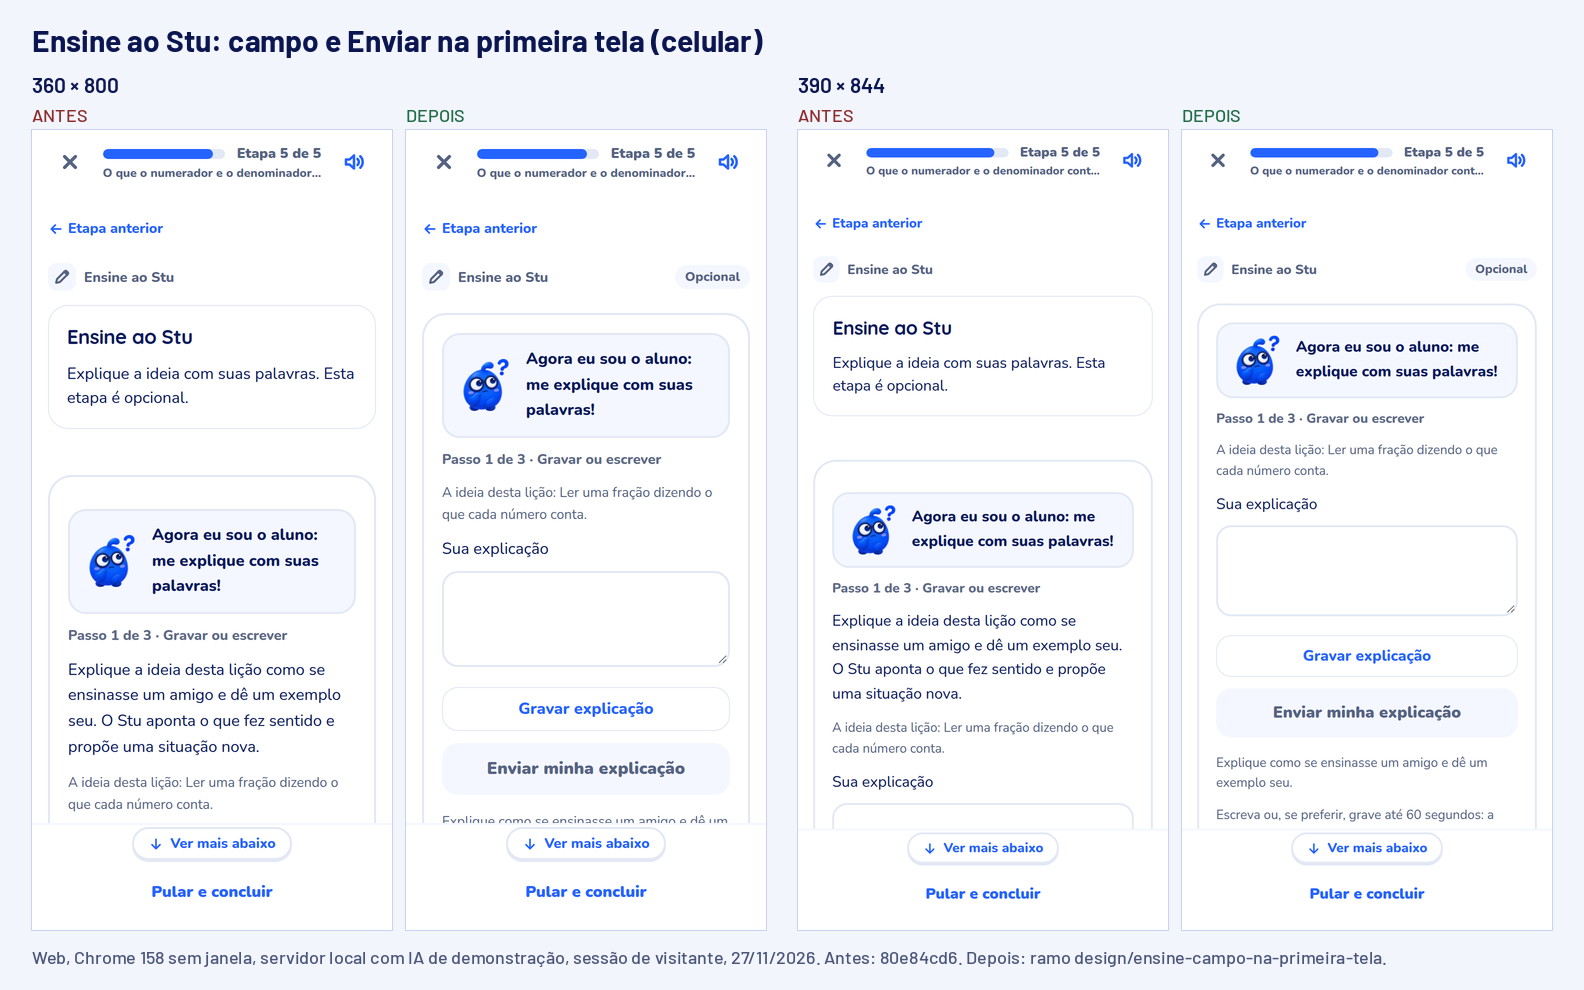 Ensine ao Stu: campo e Enviar na primeira tela (celular)
360 × 800
ANTES
Etapa 5 de 5
O que o numerador e o denominador...
← Etapa anterior
Ensine ao Stu
Ensine ao Stu
Explique a ideia com suas palavras. Esta
etapa é opcional.
?
Agora eu sou o aluno:
me explique com suas
palavras!
Passo 1 de 3 · Gravar ou escrever
Explique a ideia desta lição como se
ensinasse um amigo e dê um exemplo
seu. O Stu aponta o que fez sentido e
propõe uma situação nova.
A ideia desta lição: Ler uma fração dizendo o
que cada número conta.
↓ Ver mais abaixo
Pular e concluir
DEPOIS
Etapa 5 de 5
O que o numerador e o denominador...
← Etapa anterior
Ensine ao Stu
Opcional
?
Agora eu sou o aluno:
me explique com suas
palavras!
Passo 1 de 3 · Gravar ou escrever
A ideia desta lição: Ler uma fração dizendo o
que cada número conta.
Sua explicação
Gravar explicação
Enviar minha explicação
Explique como se ensinasse um amigo e dê um
↓ Ver mais abaixo
Pular e concluir
390 × 844
ANTES
Etapa 5 de 5
O que o numerador e o denominador cont...
← Etapa anterior
Ensine ao Stu
Ensine ao Stu
Explique a ideia com suas palavras. Esta
etapa é opcional.
?
Agora eu sou o aluno: me
explique com suas palavras!
Passo 1 de 3 · Gravar ou escrever
Explique a ideia desta lição como se
ensinasse um amigo e dê um exemplo seu.
O Stu aponta o que fez sentido e propõe
uma situação nova.
A ideia desta lição: Ler uma fração dizendo o que
cada número conta.
Sua explicação
↓ Ver mais abaixo
Pular e concluir
DEPOIS
Etapa 5 de 5
O que o numerador e o denominador cont...
← Etapa anterior
Ensine ao Stu
Opcional
?
Agora eu sou o aluno: me
explique com suas palavras!
Passo 1 de 3 · Gravar ou escrever
A ideia desta lição: Ler uma fração dizendo o que
cada número conta.
Sua explicação
Gravar explicação
Enviar minha explicação
Explique como se ensinasse um amigo e dê um
exemplo seu.
Escreva ou, se preferir, grave até 60 segundos: a
↓ Ver mais abaixo
Pular e concluir
Web, Chrome 158 sem janela, servidor local com IA de demonstração, sessão de visitante, 27/11/2026. Antes: 80e84cd6. Depois: ramo design/ensine-campo-na-primeira-tela.